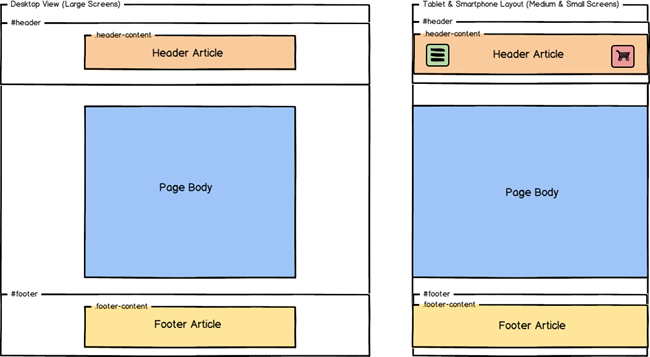 Desktop View (Large Screens)
#header
header-content
Header Article
Page Body
#footer
footer-content
Footer Article
Tablet & Smartphone Layout (Medium & Small Screens)
#header
header-content
Header Article
Page Body
#footer
footer-content
Footer Article